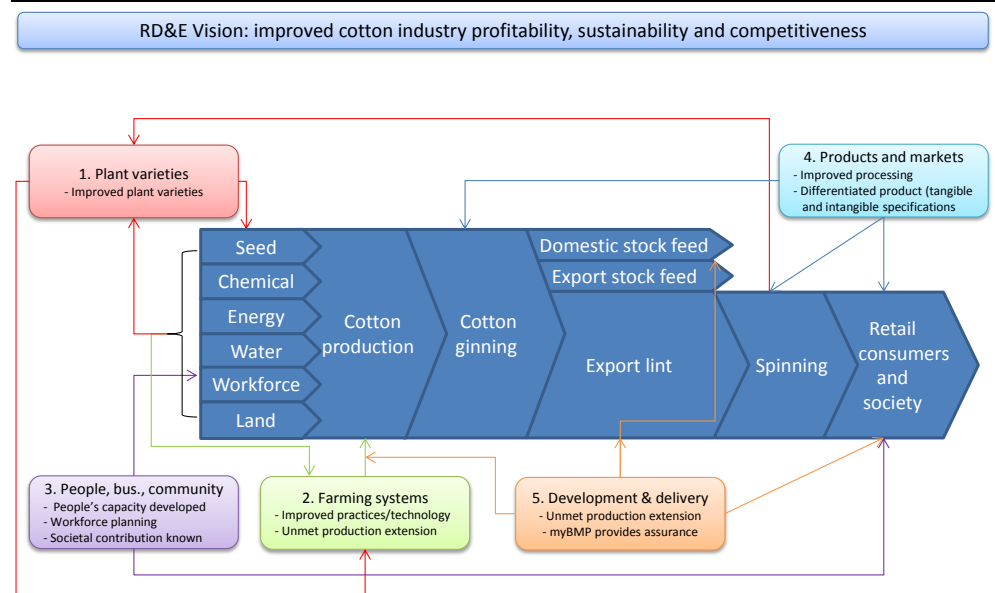 RD&E Vision: improved cotton industry profitability, sustainability and competitiveness
1. Plant varieties
- Improved plant varieties
4. Products and markets
- Improved processing
- Differentiated product (tangible
and intangible specifications
Seed
Chemical
Energy
Water
Workforce
Land
Cotton
production
Cotton
ginning
Domestic stock feed
Export stock feed
Export lint
Spinning
Retail
consumers
and
society
3. People, bus., community
- People's capacity developed
- Workforce planning
- Societal contribution known
2. Farming systems
- Improved practices/technology
- Unmet production extension
5. Development & delivery
- Unmet production extension
- myBMP provides assurance